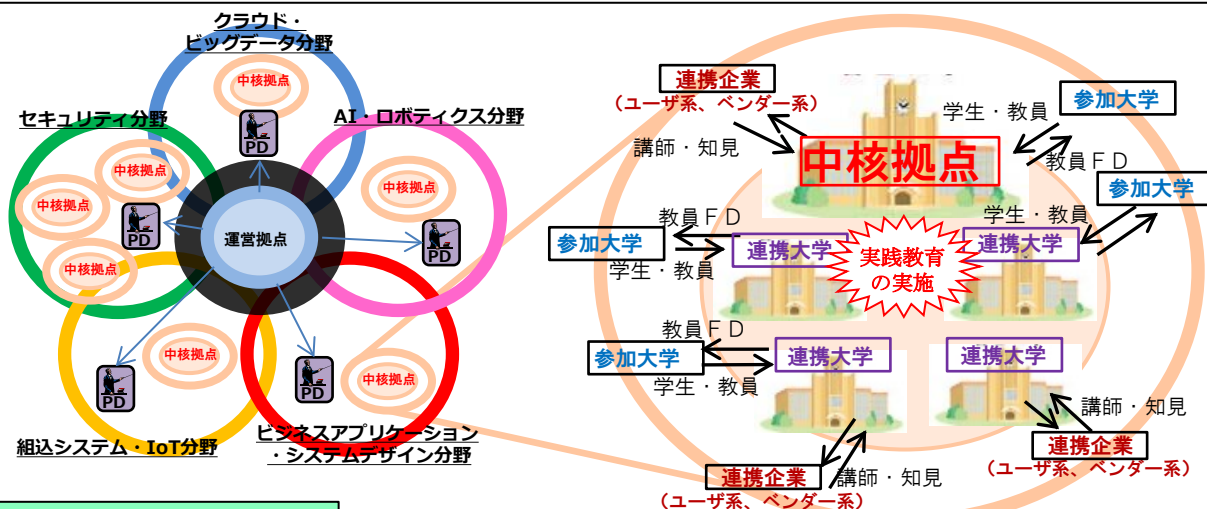 クラウド・
ビッグデータ分野
中核拠点
PD
セキュリティ分野
中核拠点
中核拠点
中核拠点
PD
AI・ロボティクス分野
中核拠点
PD
運営拠点
組込システム・IoT分野
中核拠点
PD
ビジネスアプリケーション
・システムデザイン分野
中核拠点
PD
連携企業
(ユーザ系、ベンダー系)
講師・知見
中核拠点
学生・教員
参加大学
教員ＦＤ
参加大学
学生・教員
教員ＦＤ
参加大学
学生・教員
連携大学
実践教育
の実施
連携大学
教員ＦＤ
参加大学
学生・教員
連携大学
連携大学
講師・知見
連携企業
(ユーザ系、ベンダー系)
連携企業
講師・知見
(ユーザ系、ベンダー系)